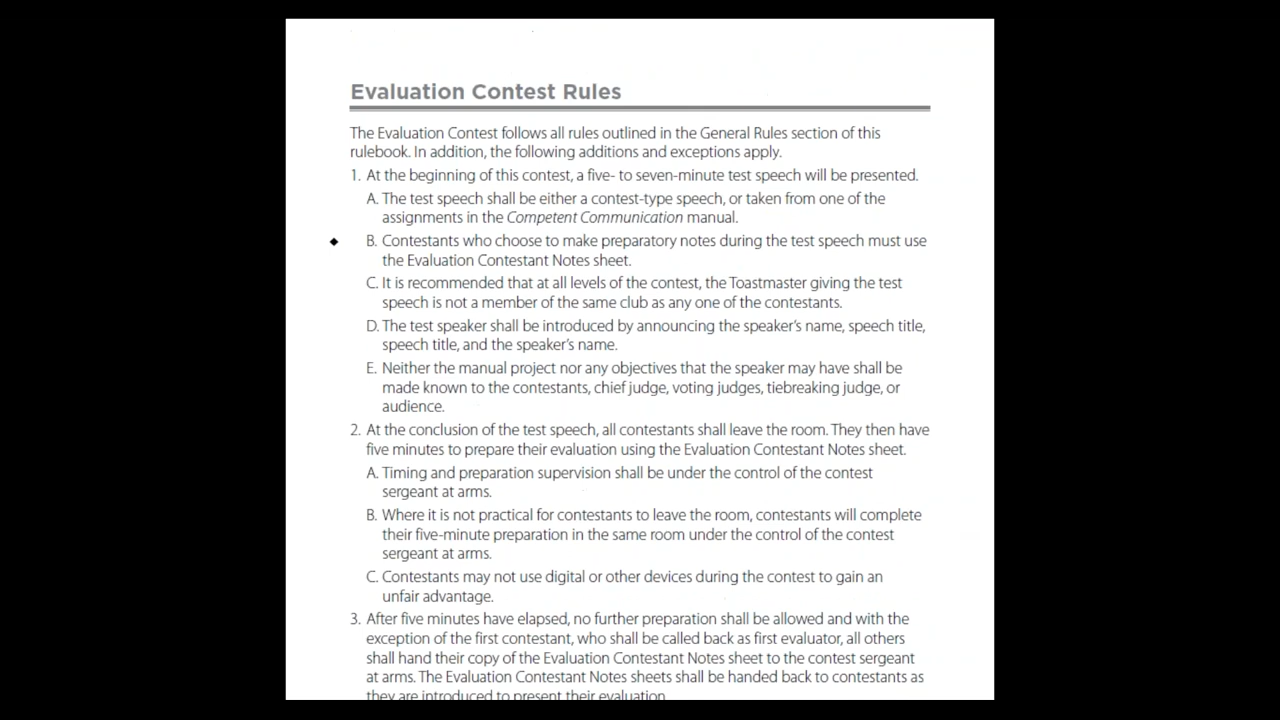 Evaluation Contest Rules
The Evaluation Contest follows all rules outlined in the General Rules section of this
rulebook. In addition, the following additions and exceptions apply.
1. At the beginning of this contest, a five- to seven-minute test speech will be presented.
A. The test speech shall be either a contest-type speech, or taken from one of the
assignments in the Competent Communication manual.
◆ B. Contestants who choose to make preparatory notes during the test speech must use
the Evaluation Contestant Notes sheet.
C. It is recommended that at all levels of the contest, the Toastmaster giving the test
speech is not a member of the same club as any one of the contestants.
D. The test speaker shall be introduced by announcing the speaker's name, speech title,
speech title, and the speaker's name.
E. Neither the manual project nor any objectives that the speaker may have shall be
made known to the contestants, chief judge, voting judges, tiebreaking judge, or
audience.
2. At the conclusion of the test speech, all contestants shall leave the room. They then have
five minutes to prepare their evaluation using the Evaluation Contestant Notes sheet.
A. Timing and preparation supervision shall be under the control of the contest
sergeant at arms.
B. Where it is not practical for contestants to leave the room, contestants will complete
their five-minute preparation in the same room under the control of the contest
sergeant at arms.
C. Contestants may not use digital or other devices during the contest to gain an
unfair advantage.
3. After five minutes have elapsed, no further preparation shall be allowed and with the
exception of the first contestant, who shall be called back as first evaluator, all others
shall hand their copy of the Evaluation Contestant Notes sheet to the contest sergeant
at arms. The Evaluation Contestant Notes sheets shall be handed back to contestants as
they are introduced to present their evaluation.